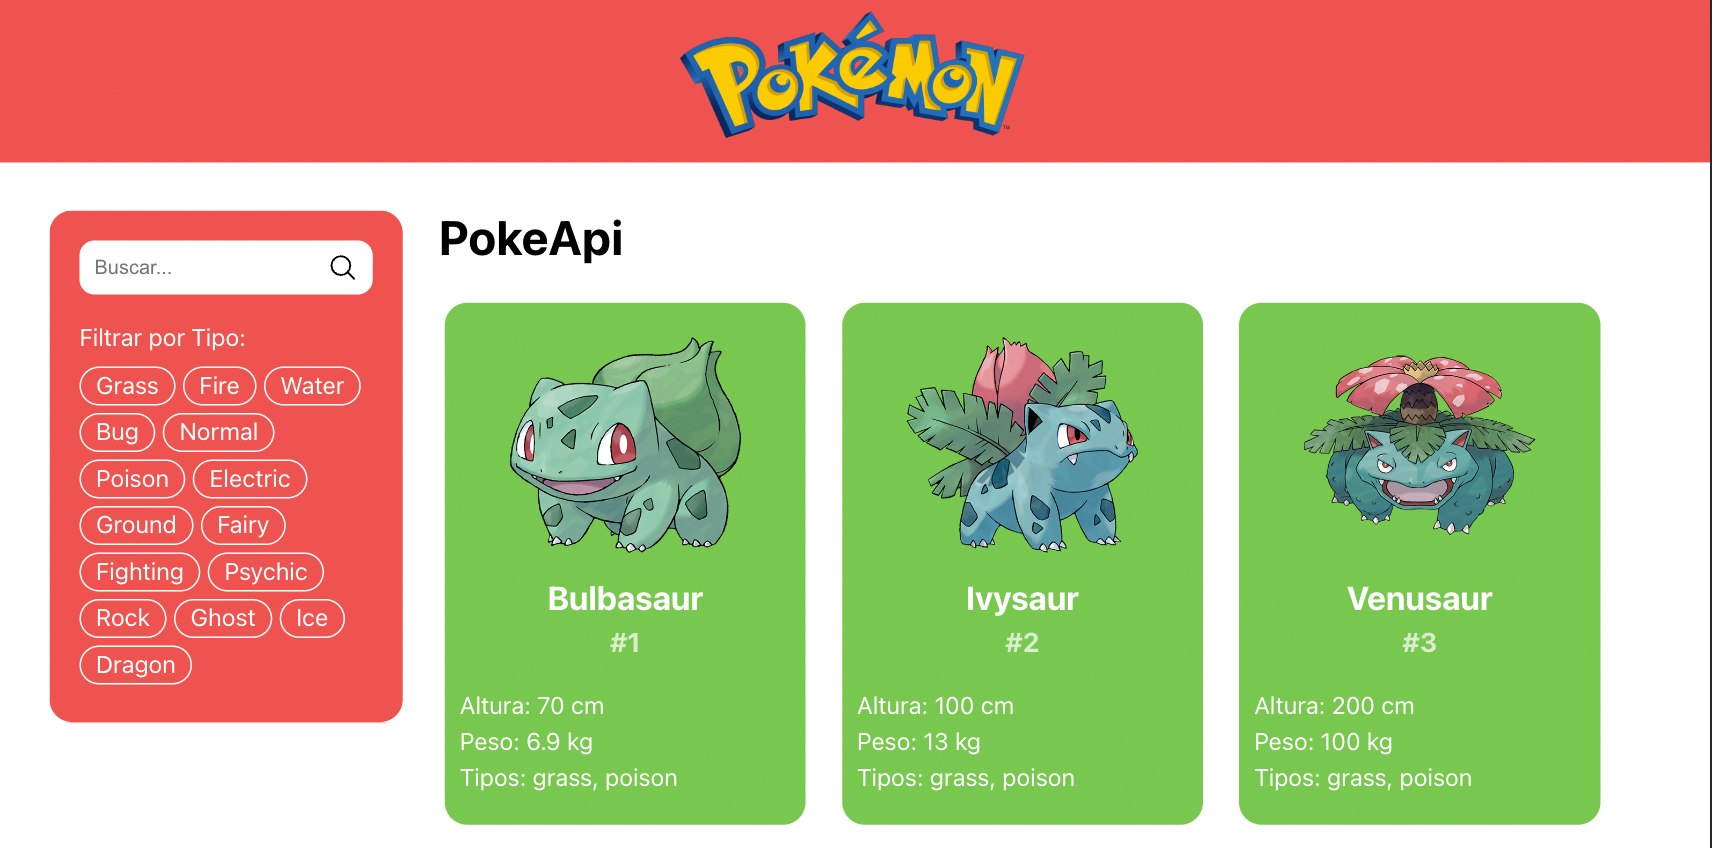 POKéMON
™
Buscar...
Filtrar por Tipo:
Grass Fire Water
Bug Normal
Poison Electric
Ground Fairy
Fighting Psychic
Rock Ghost Ice
Dragon
PokeApi
Bulbasaur
#1
Altura: 70 cm
Peso: 6.9 kg
Tipos: grass, poison
Ivysaur
#2
Altura: 100 cm
Peso: 13 kg
Tipos: grass, poison
Venusaur
#3
Altura: 200 cm
Peso: 100 kg
Tipos: grass, poison